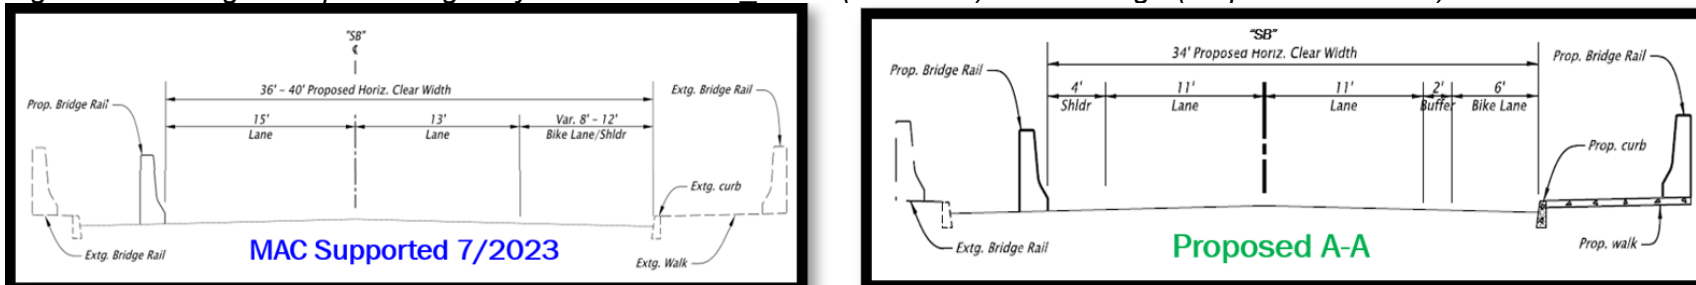 "SB"
℄
36' - 40' Proposed Horiz. Clear Width
Prop. Bridge Rail
Extg. Bridge Rail
15'
Lane
13'
Lane
Var. 8' - 12'
Bike Lane/Shldr
Extg. curb
Extg. Bridge Rail
MAC Supported 7/2023
Extg. Walk
"SB"
34' Proposed Horiz. Clear Width
Prop. Bridge Rail
Prop. Bridge Rail
4'
Shldr
11'
Lane
11'
Lane
2'
Buffer
6'
Bike Lane
Prop. curb
Extg. Bridge Rail
Proposed A-A
Prop. walk